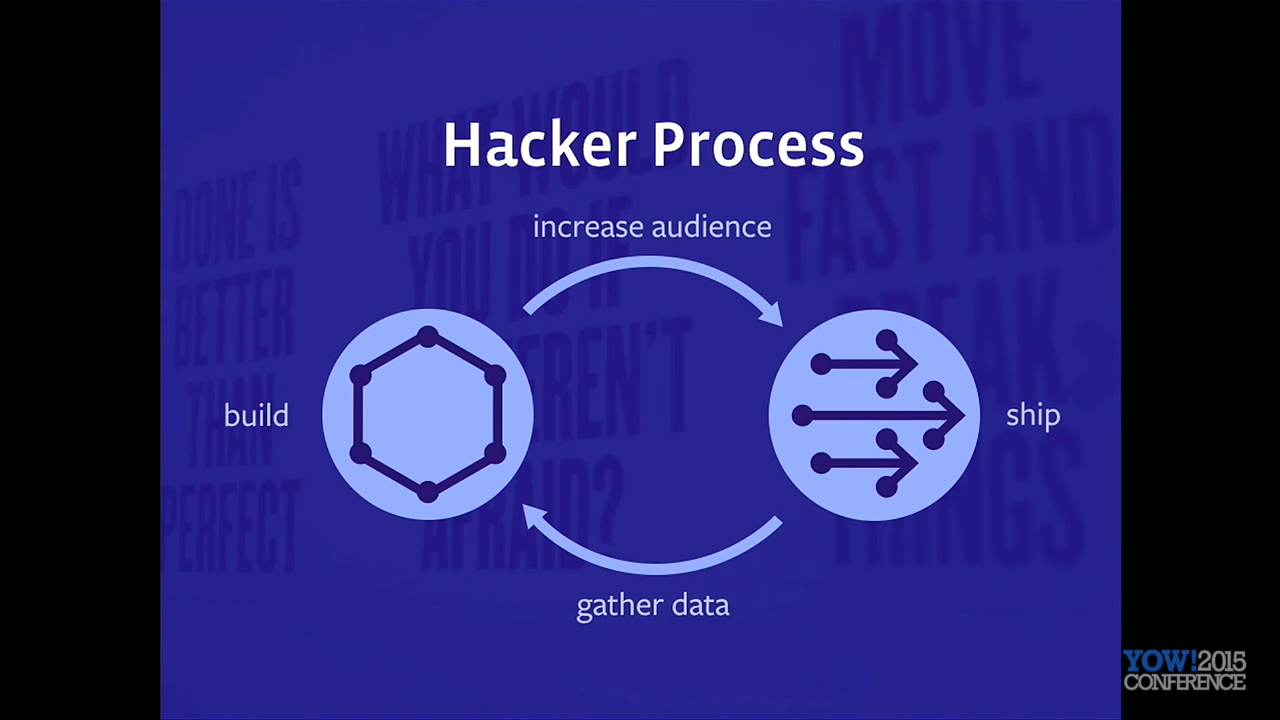 Hacker Process
increase audience
build
ship
gather data
DONE IS
BETTER
THAN
PERFECT
WHAT WOULD
YOU DO IF
AFRAID?
MOVE
FAST AND
THINGS
YOW! 2015
CONFERENCE